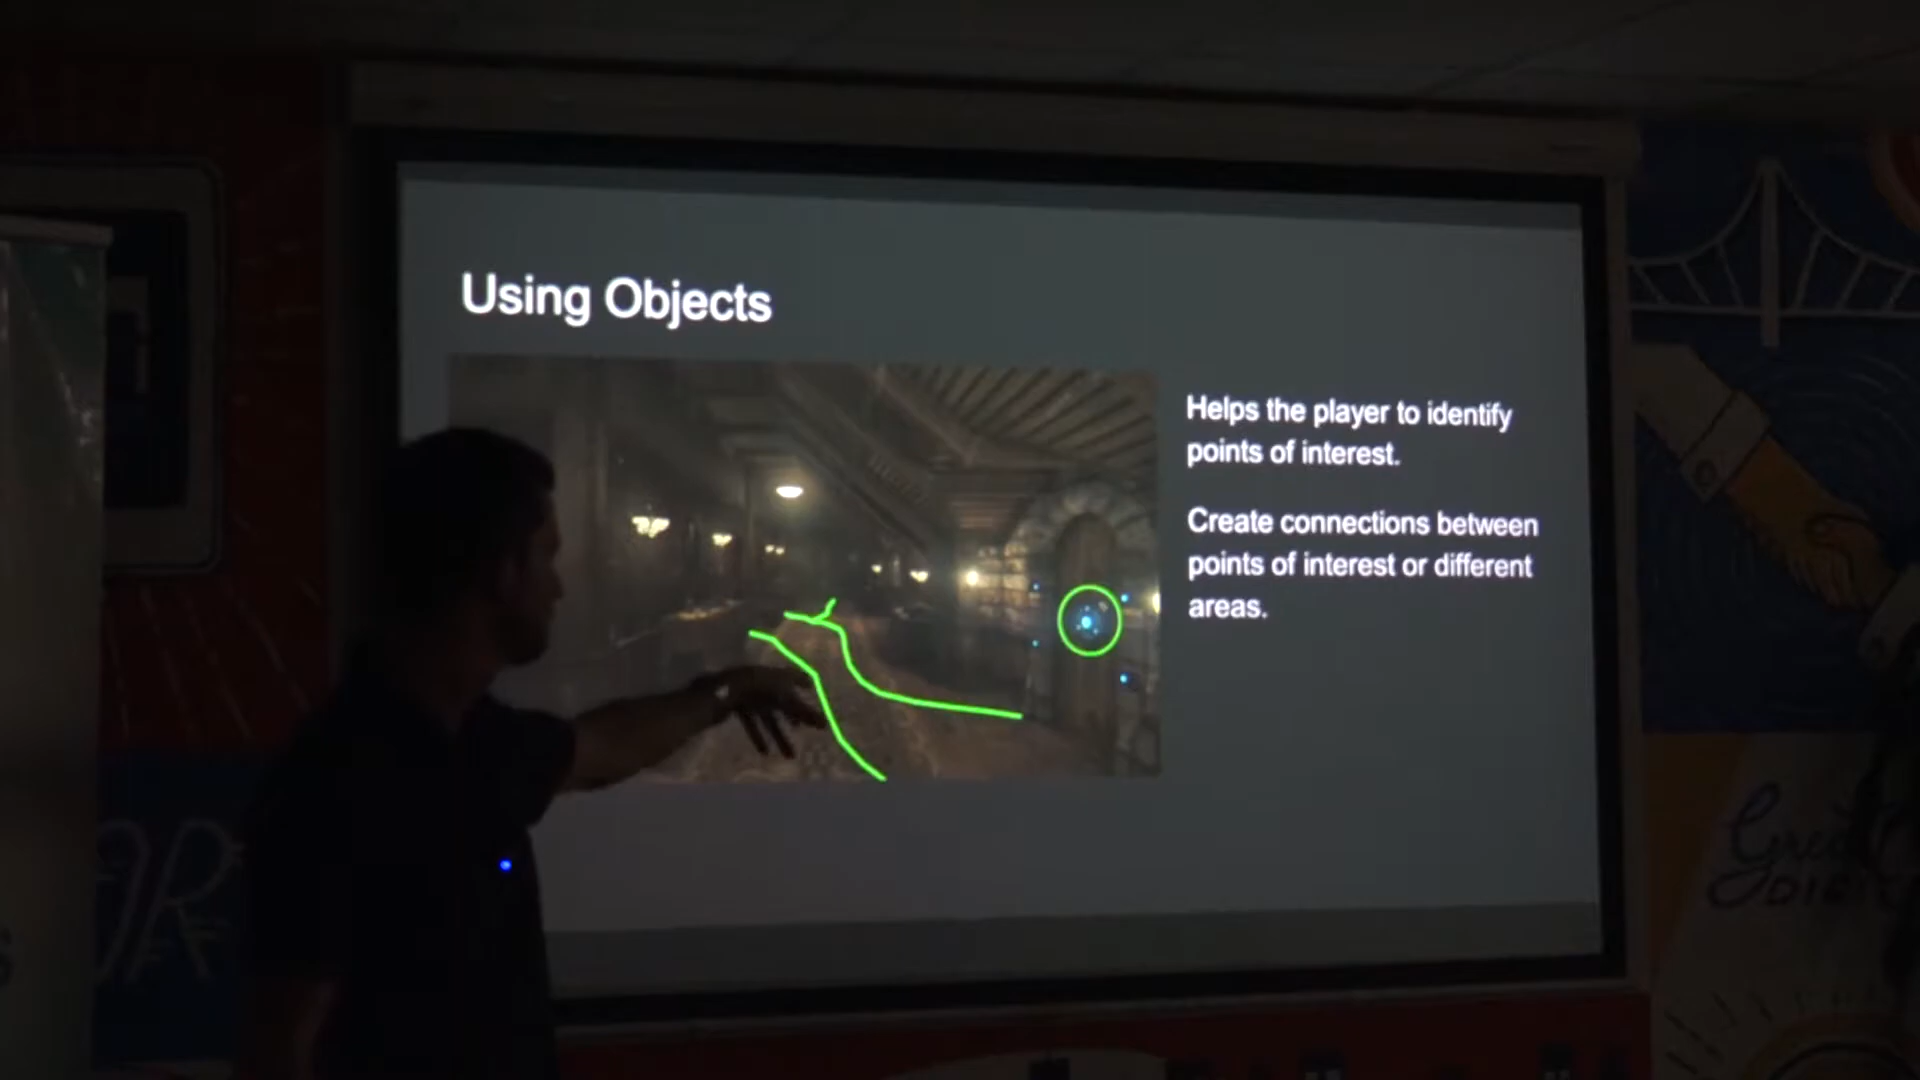 Using Objects
Helps the player to identify
points of interest.
Create connections between
points of interest or different
areas.